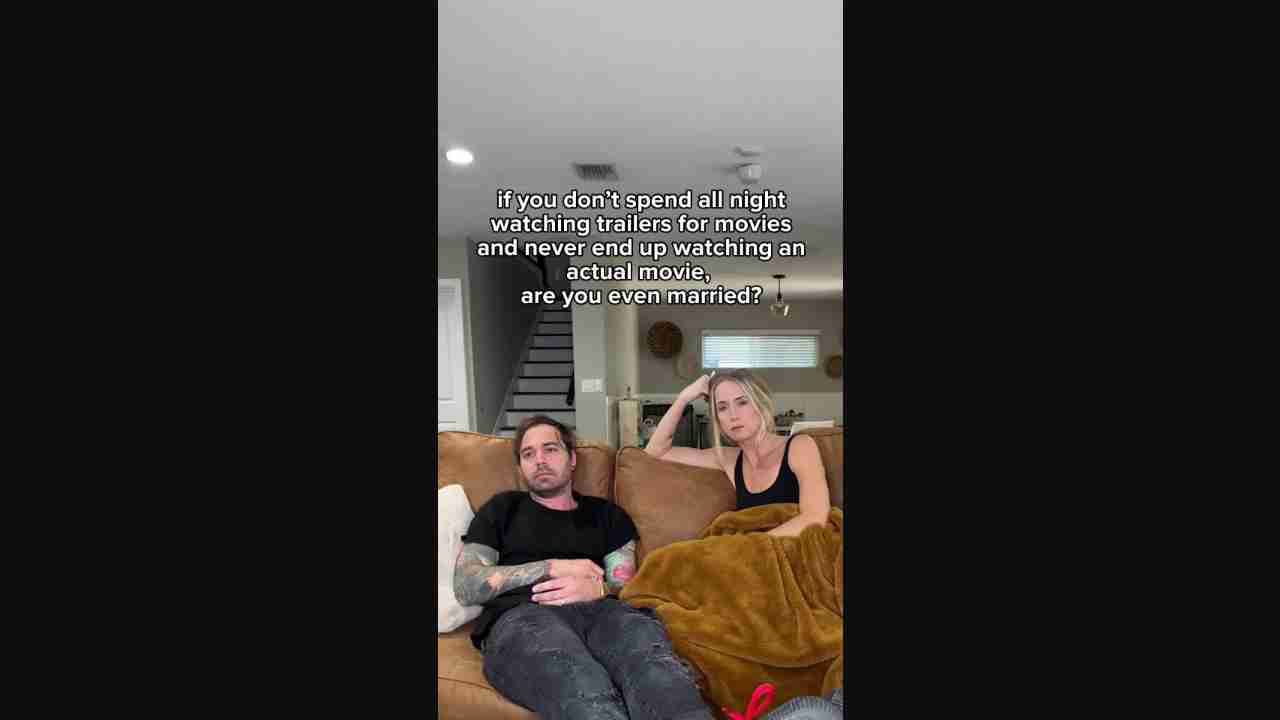 if you don’t spend all night
watching trailers for movies
and never end up watching an
actual movie,
are you even married?